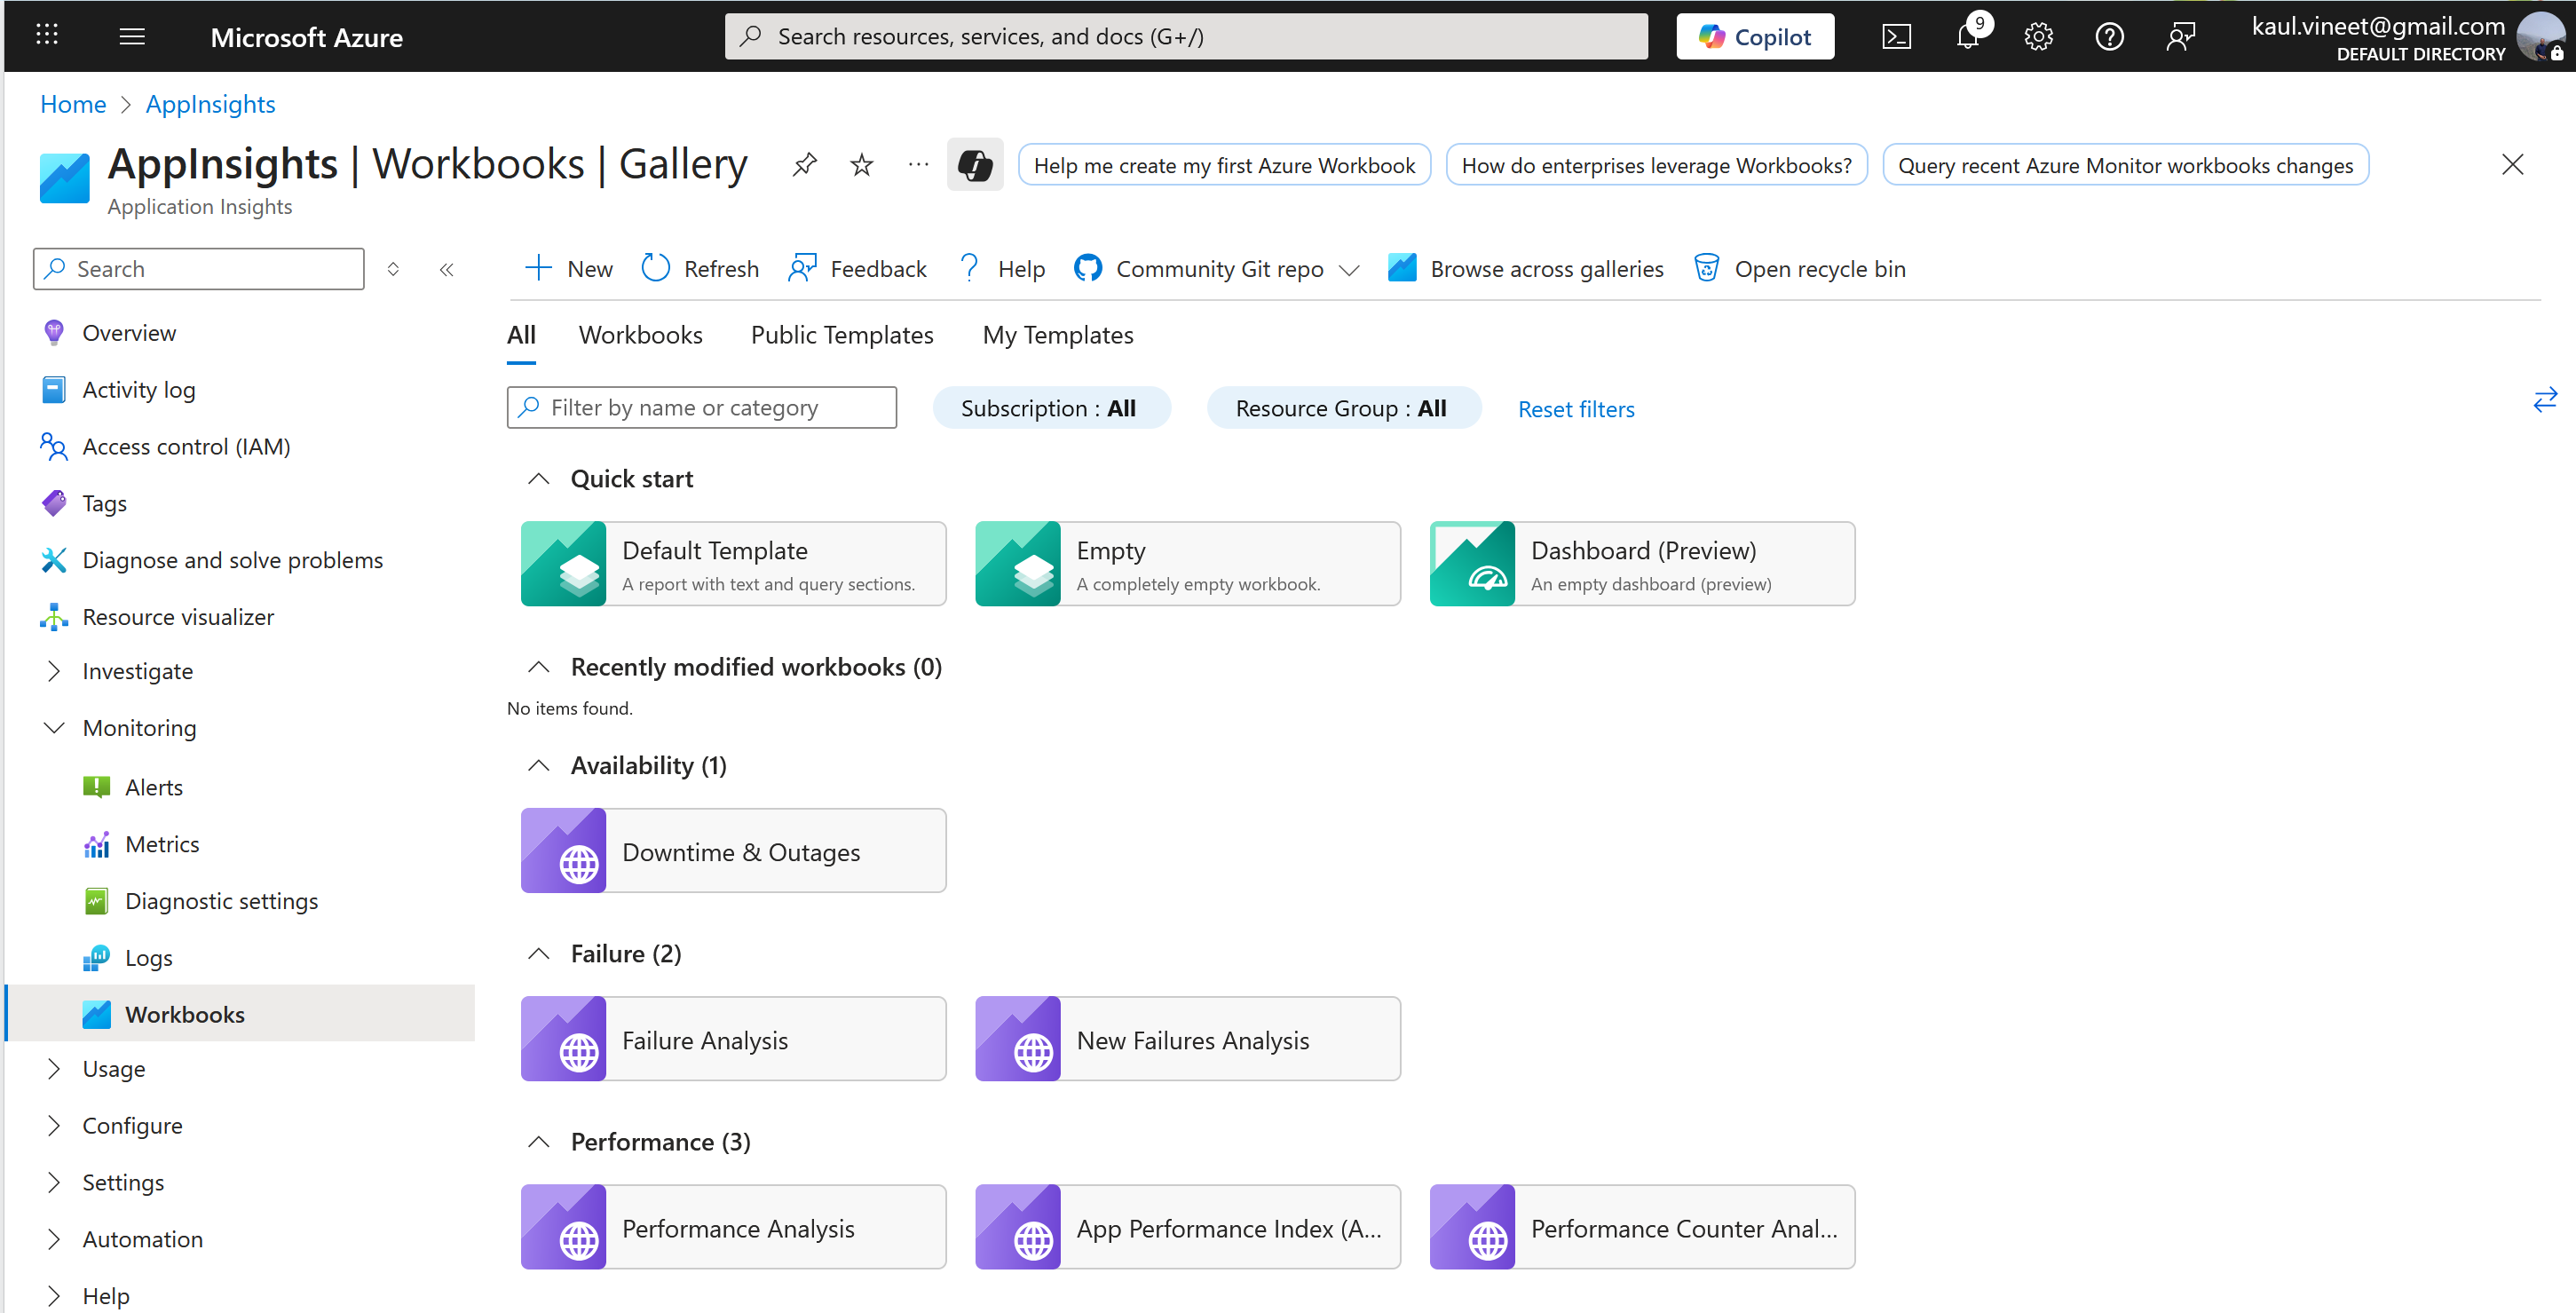 Microsoft Azure
Search resources, services, and docs (G+/)
Copilot
9
kaul.vineet@gmail.com
DEFAULT DIRECTORY
Home > AppInsights
AppInsights | Workbooks | Gallery
Application Insights
Help me create my first Azure Workbook
How do enterprises leverage Workbooks?
Query recent Azure Monitor workbooks changes
Search
Overview
Activity log
Access control (IAM)
Tags
Diagnose and solve problems
Resource visualizer
Investigate
Monitoring
Alerts
Metrics
Diagnostic settings
Logs
Workbooks
Usage
Configure
Settings
Automation
Help
New
Refresh
Feedback
Help
Community Git repo
Browse across galleries
Open recycle bin
All
Workbooks
Public Templates
My Templates
Filter by name or category
Subscription : All
Resource Group : All
Reset filters
Quick start
Default Template
A report with text and query sections.
Empty
A completely empty workbook.
Dashboard (Preview)
An empty dashboard (preview)
Recently modified workbooks (0)
No items found.
Availability (1)
Downtime & Outages
Failure (2)
Failure Analysis
New Failures Analysis
Performance (3)
Performance Analysis
App Performance Index (A...
Performance Counter Anal...